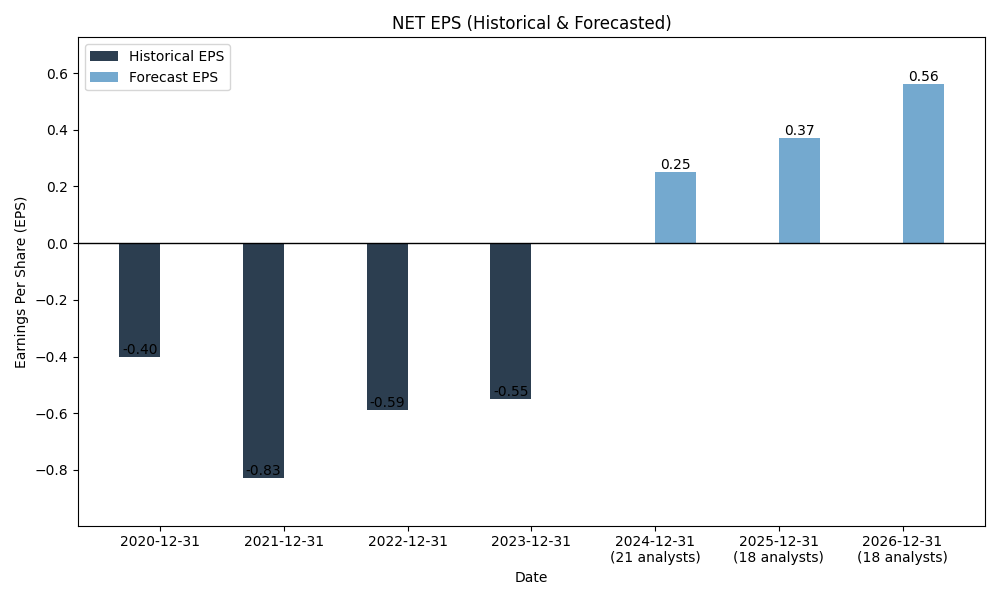 NET EPS (Historical & Forecasted)
Historical EPS
Forecast EPS
Earnings Per Share (EPS)
0.6
0.4
0.2
0.0
−0.2
−0.4
−0.6
−0.8
-0.40
-0.83
-0.59
-0.55
0.25
0.37
0.56
2020-12-31
2021-12-31
2022-12-31
2023-12-31
2024-12-31
(21 analysts)
2025-12-31
(18 analysts)
2026-12-31
(18 analysts)
Date